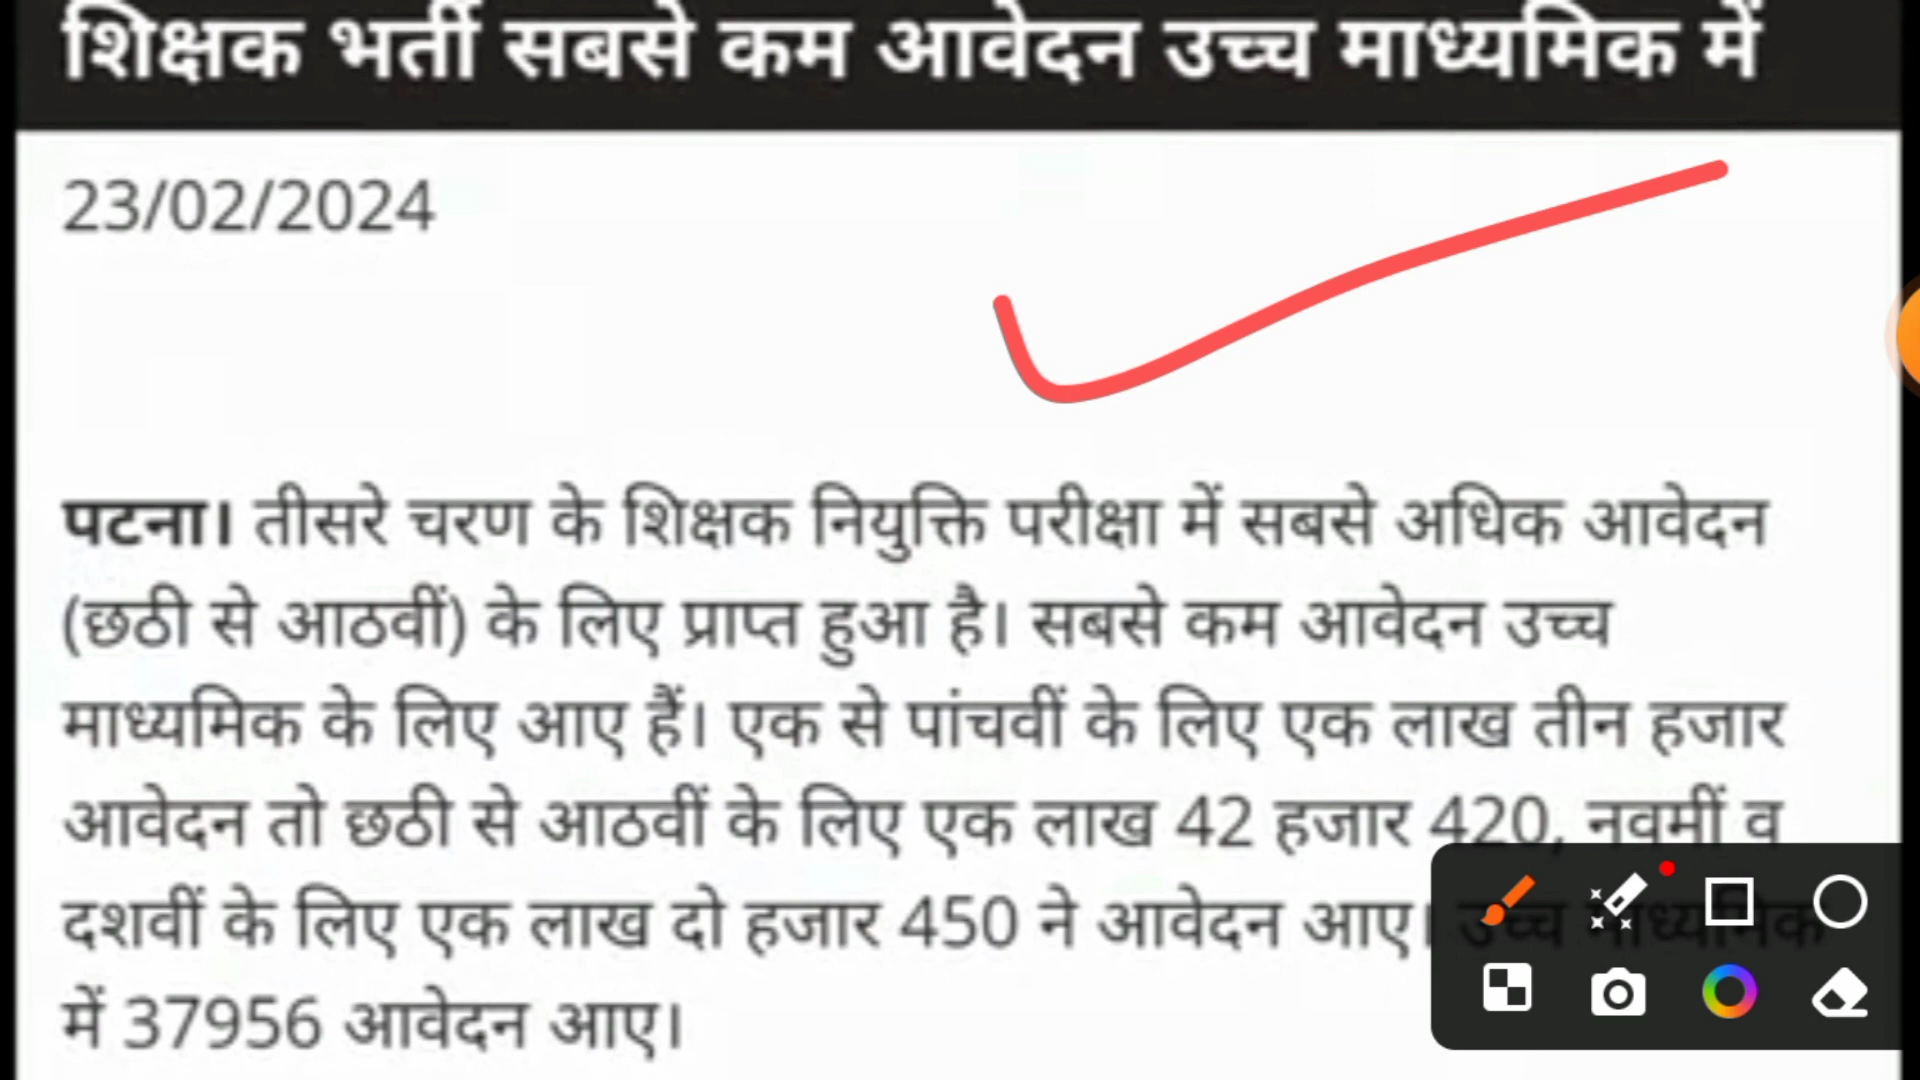 शिक्षक भर्ती सबसे कम आवेदन उच्च माध्यमिक में
23/02/2024
पटना। तीसरे चरण के शिक्षक नियुक्ति परीक्षा में सबसे अधिक आवेदन
(छठी से आठवीं) के लिए प्राप्त हुआ है। सबसे कम आवेदन उच्च
माध्यमिक के लिए आए हैं। एक से पांचवीं के लिए एक लाख तीन हजार
आवेदन तो छठी से आठवीं के लिए एक लाख 42 हजार 420, नवमीं व
दशवीं के लिए एक लाख दो हजार 450 ने आवेदन आए। उच्च माध्यमिक
में 37956 आवेदन आए।